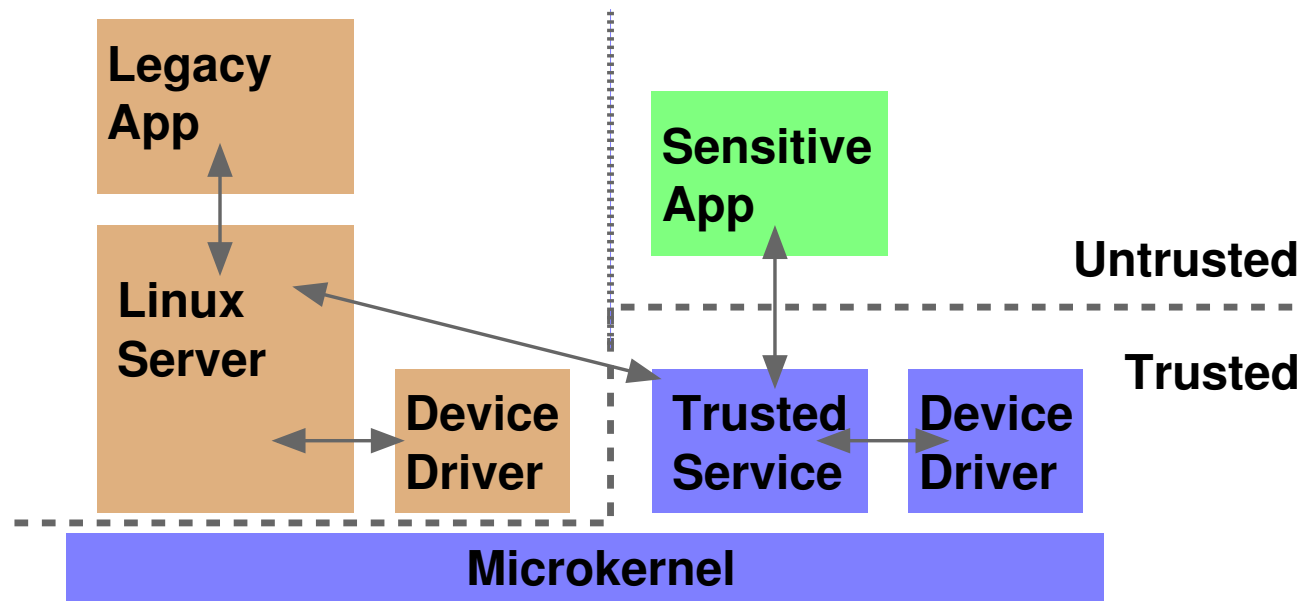 Legacy
App
Sensitive
App
Untrusted
Linux
Server
Trusted
Device
Driver
Trusted
Service
Device
Driver
Microkernel